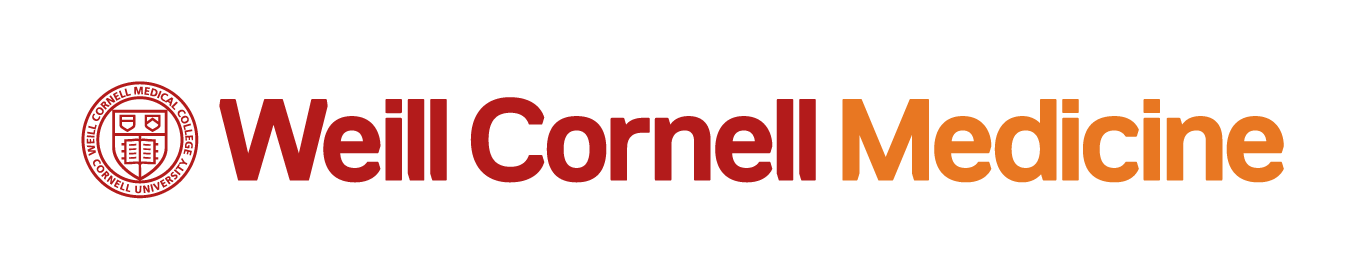 WEILL CORNELL MEDICAL COLLEGE
CORNELL UNIVERSITY
Weill Cornell Medicine